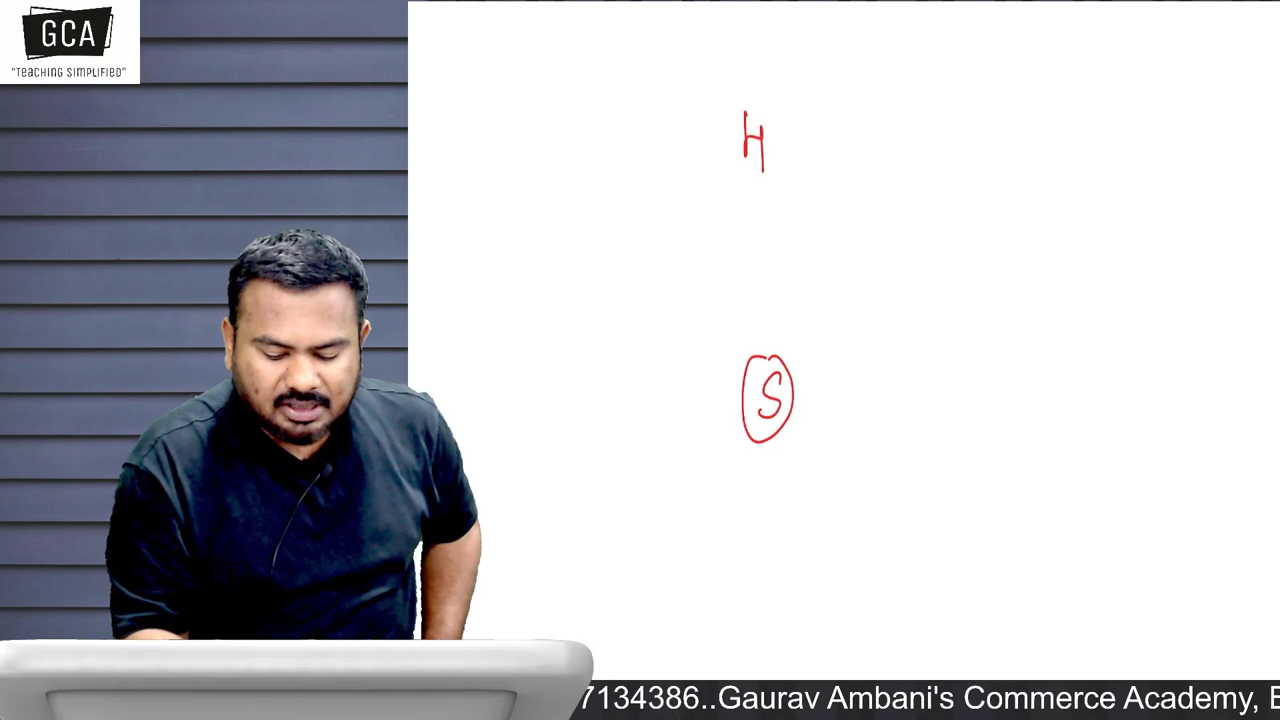 GCA
"Teaching Simplified"
H
S
7134386..Gaurav Ambani's Commerce Academy, E